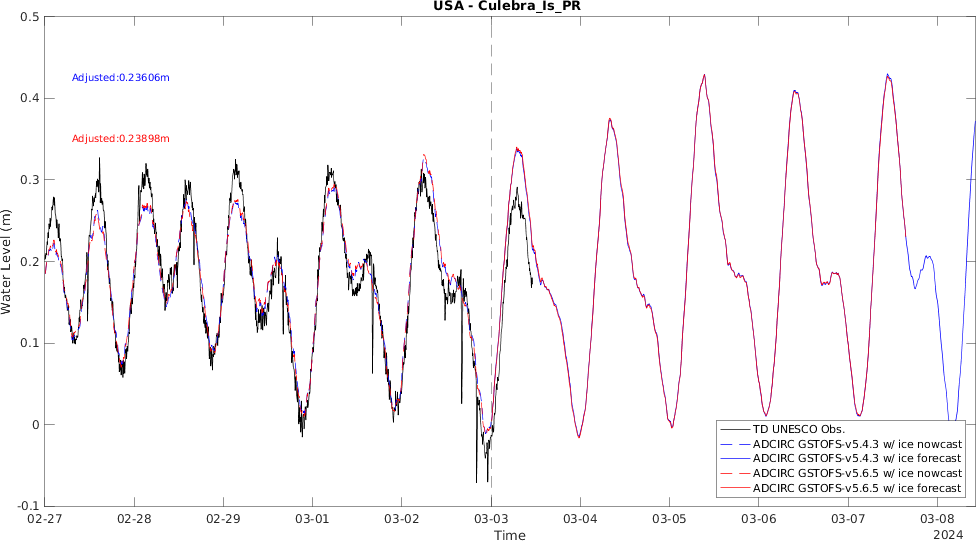 USA - Culebra_Is_PR
0.5
0.4
0.3
0.2
0.1
0
-0.1
Water Level (m)
Adjusted:0.23606m
Adjusted:0.23898m
TD UNESCO Obs.
ADCIRC GSTOFS-v5.4.3 w/ ice nowcast
ADCIRC GSTOFS-v5.4.3 w/ ice forecast
ADCIRC GSTOFS-v5.6.5 w/ ice nowcast
ADCIRC GSTOFS-v5.6.5 w/ ice forecast
02-27 02-28 02-29 03-01 03-02 03-03 03-04 03-05 03-06 03-07 03-08
Time
2024